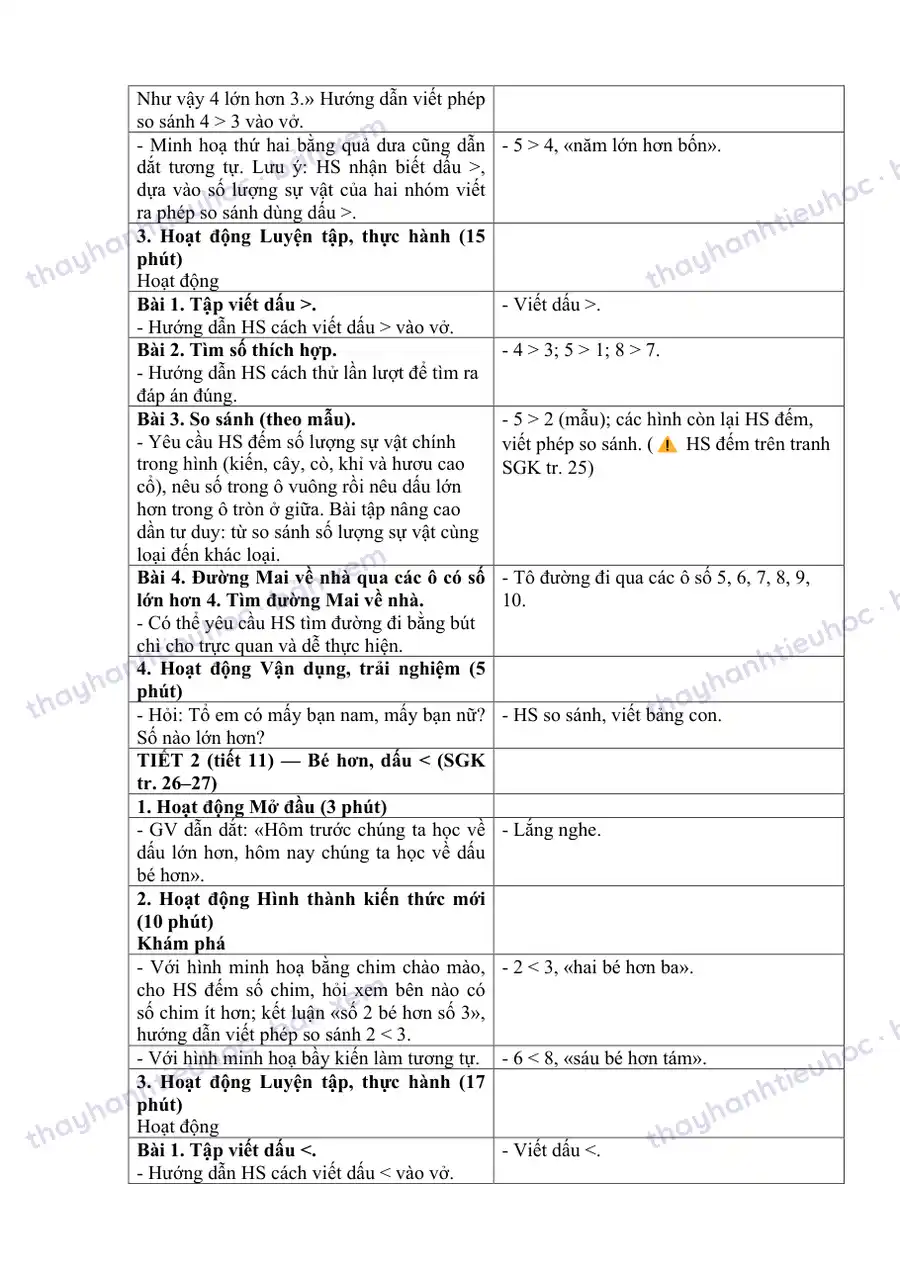 Như vậy 4 lớn hơn 3.» Hướng dẫn viết phép
so sánh 4 > 3 vào vở.
- Minh hoạ thứ hai bằng quả dưa cũng dẫn
dắt tương tự. Lưu ý: HS nhận biết dấu >,
dựa vào số lượng sự vật của hai nhóm viết
ra phép so sánh dùng dấu >.
- 5 > 4, «năm lớn hơn bốn».
3. Hoạt động Luyện tập, thực hành (15
phút)
Hoạt động
Bài 1. Tập viết dấu >.
- Hướng dẫn HS cách viết dấu > vào vở.
- Viết dấu >.
Bài 2. Tìm số thích hợp.
- Hướng dẫn HS cách thử lần lượt để tìm ra
đáp án đúng.
- 4 > 3; 5 > 1; 8 > 7.
Bài 3. So sánh (theo mẫu).
- Yêu cầu HS đếm số lượng sự vật chính
trong hình (kiến, cây, cò, khỉ và hươu cao
cổ), nêu số trong ô vuông rồi nêu dấu lớn
hơn trong ô tròn ở giữa. Bài tập nâng cao
dần tư duy: từ so sánh số lượng sự vật cùng
loại đến khác loại.
- 5 > 2 (mẫu); các hình còn lại HS đếm,
viết phép so sánh. (⚠ HS đếm trên tranh
SGK tr. 25)
Bài 4. Đường Mai về nhà qua các ô có số
lớn hơn 4. Tìm đường Mai về nhà.
- Có thể yêu cầu HS tìm đường đi bằng bút
chì cho trực quan và dễ thực hiện.
- Tô đường đi qua các ô số 5, 6, 7, 8, 9,
10.
4. Hoạt động Vận dụng, trải nghiệm (5
phút)
- Hỏi: Tổ em có mấy bạn nam, mấy bạn nữ?
Số nào lớn hơn?
- HS so sánh, viết bảng con.
TIẾT 2 (tiết 11) — Bé hơn, dấu < (SGK
tr. 26–27)
1. Hoạt động Mở đầu (3 phút)
- GV dẫn dắt: «Hôm trước chúng ta học về
dấu lớn hơn, hôm nay chúng ta học về dấu
bé hơn».
- Lắng nghe.
2. Hoạt động Hình thành kiến thức mới
(10 phút)
Khám phá
- Với hình minh hoạ bằng chim chào mào,
cho HS đếm số chim, hỏi xem bên nào có
số chim ít hơn; kết luận «số 2 bé hơn số 3»,
hướng dẫn viết phép so sánh 2 < 3.
- 2 < 3, «hai bé hơn ba».
- Với hình minh hoạ bầy kiến làm tương tự.
- 6 < 8, «sáu bé hơn tám».
3. Hoạt động Luyện tập, thực hành (17
phút)
Hoạt động
Bài 1. Tập viết dấu <.
- Hướng dẫn HS cách viết dấu < vào vở.
- Viết dấu <.
thayhanhtieuhoc · bản xem
thayhanhtieuhoc · b
thayhanhtieuhoc · bản xem
thayhanhtieuhoc · b
thayhanhtieuhoc · bản xem
thayhanhtieuhoc · b